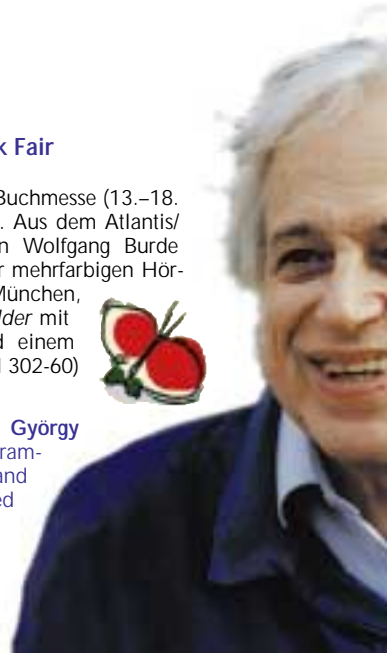 k Fair
Buchmesse (13.–18.
. Aus dem Atlantis/
n Wolfgang Burde
r mehrfarbigen Hör-
München,
lder mit
d einem
l 302-60)
György
ram-
and
ed